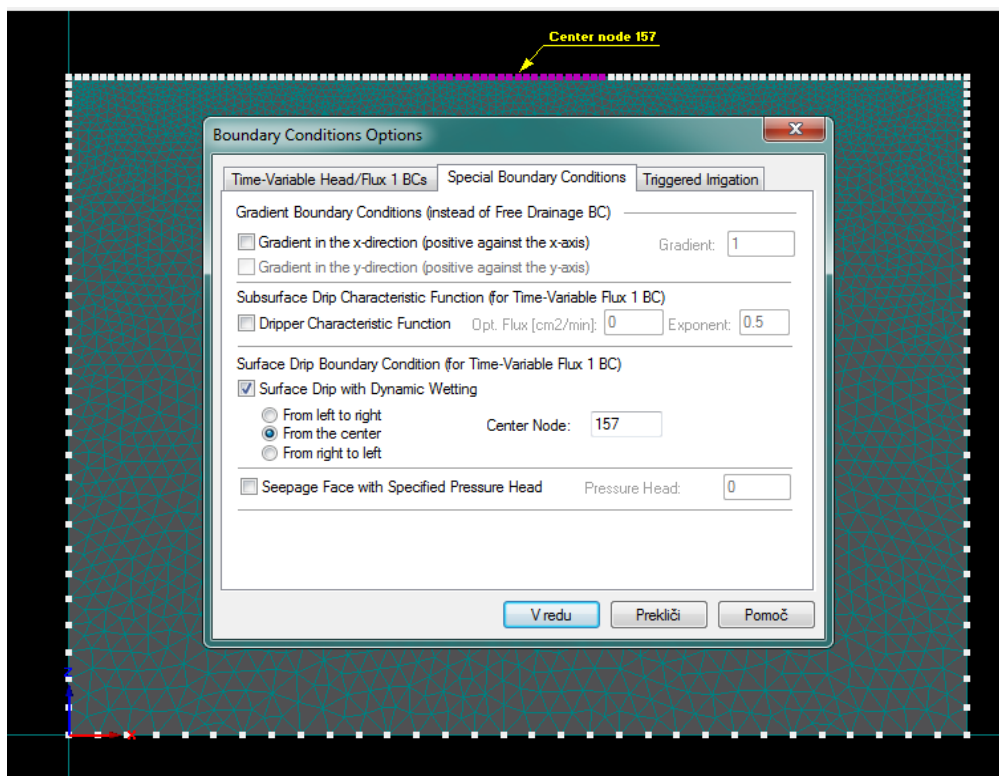 Center node 157
Boundary Conditions Options
Time-Variable Head/Flux 1 BCs Special Boundary Conditions Triggered Irrigation
Gradient Boundary Conditions (instead of Free Drainage BC)
Gradient in the x-direction (positive against the x-axis) Gradient: 1
Gradient in the y-direction (positive against the y-axis)
Subsurface Drip Characteristic Function (for Time-Variable Flux 1 BC)
Dripper Characteristic Function Opt. Flux [cm2/min]: 0 Exponent: 0.5
Surface Drip Boundary Condition (for Time-Variable Flux 1 BC)
Surface Drip with Dynamic Wetting
From left to right
From the center Center Node: 157
From right to left
Seepage Face with Specified Pressure Head Pressure Head: 0
V redu Prekliči Pomoč
Z
X